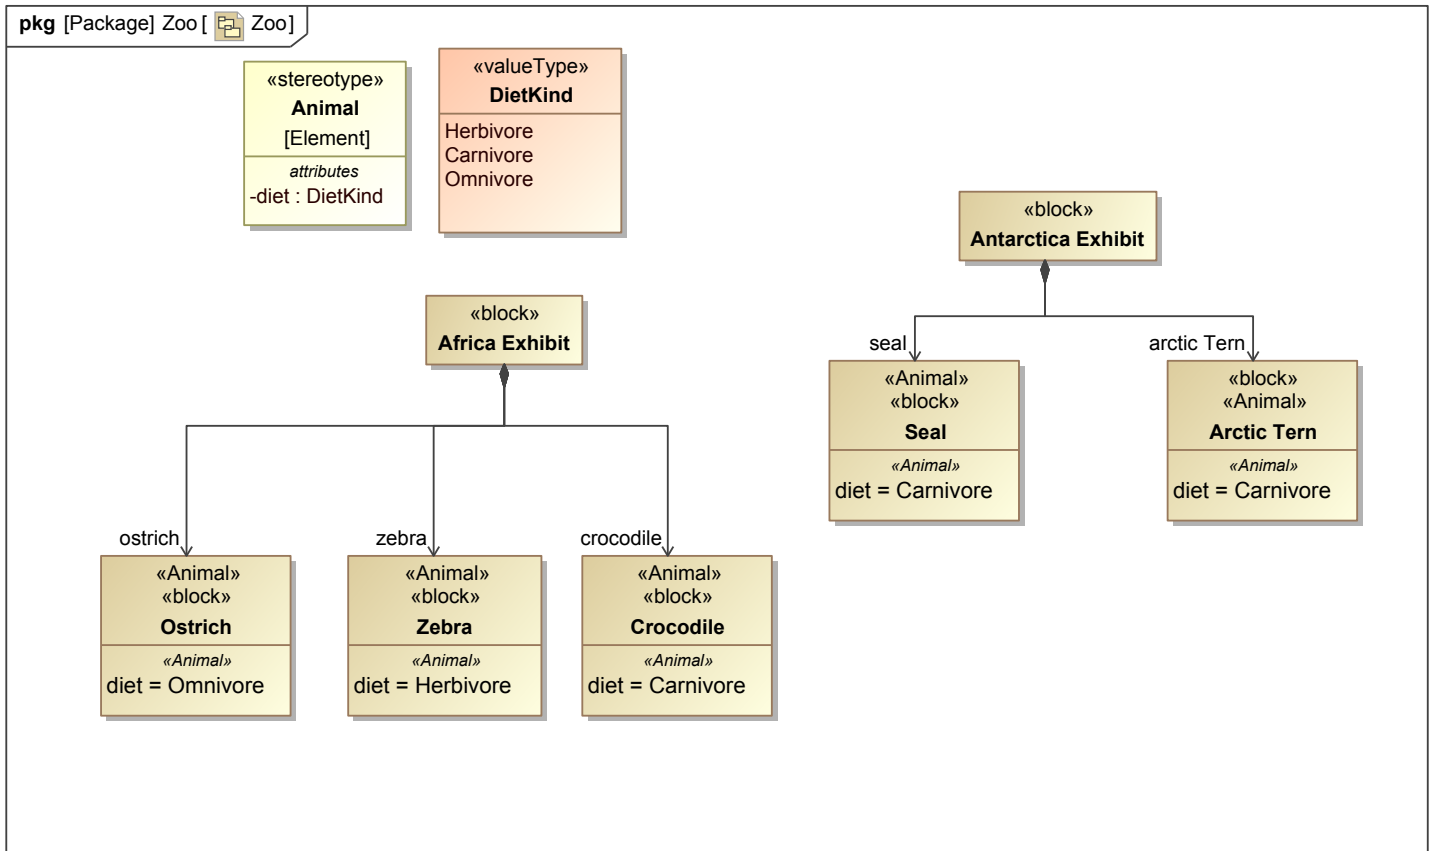 pkg [Package] Zoo [ Zoo ]
«stereotype»
Animal
[Element]
attributes
-diet : DietKind
«valueType»
DietKind
Herbivore
Carnivore
Omnivore
«block»
Antarctica Exhibit
«block»
Africa Exhibit
seal
«Animal»
«block»
Seal
«Animal»
diet = Carnivore
arctic Tern
«block»
«Animal»
Arctic Tern
«Animal»
diet = Carnivore
ostrich
«Animal»
«block»
Ostrich
«Animal»
diet = Omnivore
zebra
«Animal»
«block»
Zebra
«Animal»
diet = Herbivore
crocodile
«Animal»
«block»
Crocodile
«Animal»
diet = Carnivore